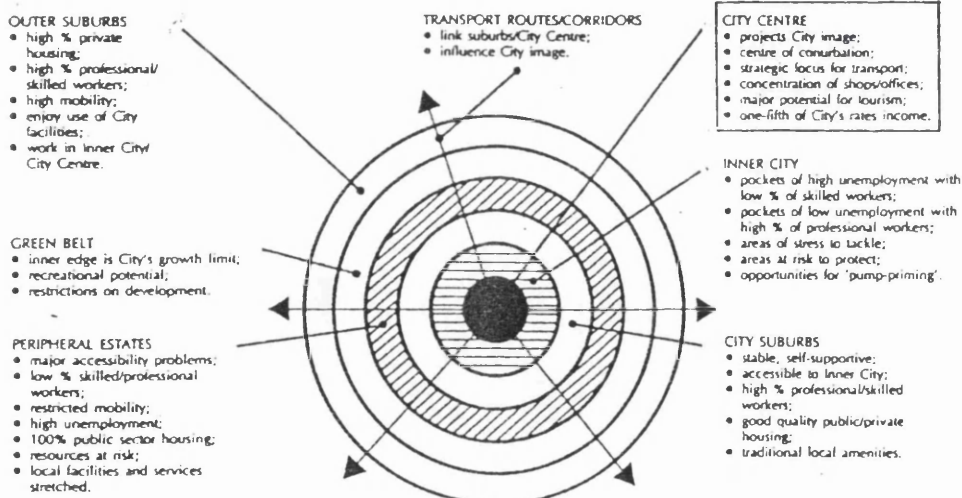 OUTER SUBURBS
• high % private
housing;
• high % professional/
skilled workers;
• high mobility;
• enjoy use of City
facilities;
• work in Inner City/
City Centre.
TRANSPORT ROUTES/CORRIDORS
• link suburbs/City Centre;
• influence City image.
CITY CENTRE
• projects City image;
• centre of conurbation;
• strategic focus for transport;
• concentration of shops/offices;
• major potential for tourism;
• one-fifth of City's rates income.
INNER CITY
• pockets of high unemployment with
low % of skilled workers;
• pockets of low unemployment with
high % of professional workers;
• areas of stress to tackle;
• areas at risk to protect;
• opportunities for 'pump-priming'.
GREEN BELT
• inner edge is City's growth limit;
• recreational potential;
• restrictions on development.
PERIPHERAL ESTATES
• major accessibility problems;
• low % skilled/professional
workers;
• restricted mobility;
• high unemployment;
• 100% public sector housing;
• resources at risk;
• local facilities and services
stretched.
CITY SUBURBS
• stable, self-supportive;
• accessible to Inner City;
• high % professional/skilled
workers;
• good quality public/private
housing;
• traditional local amenities.